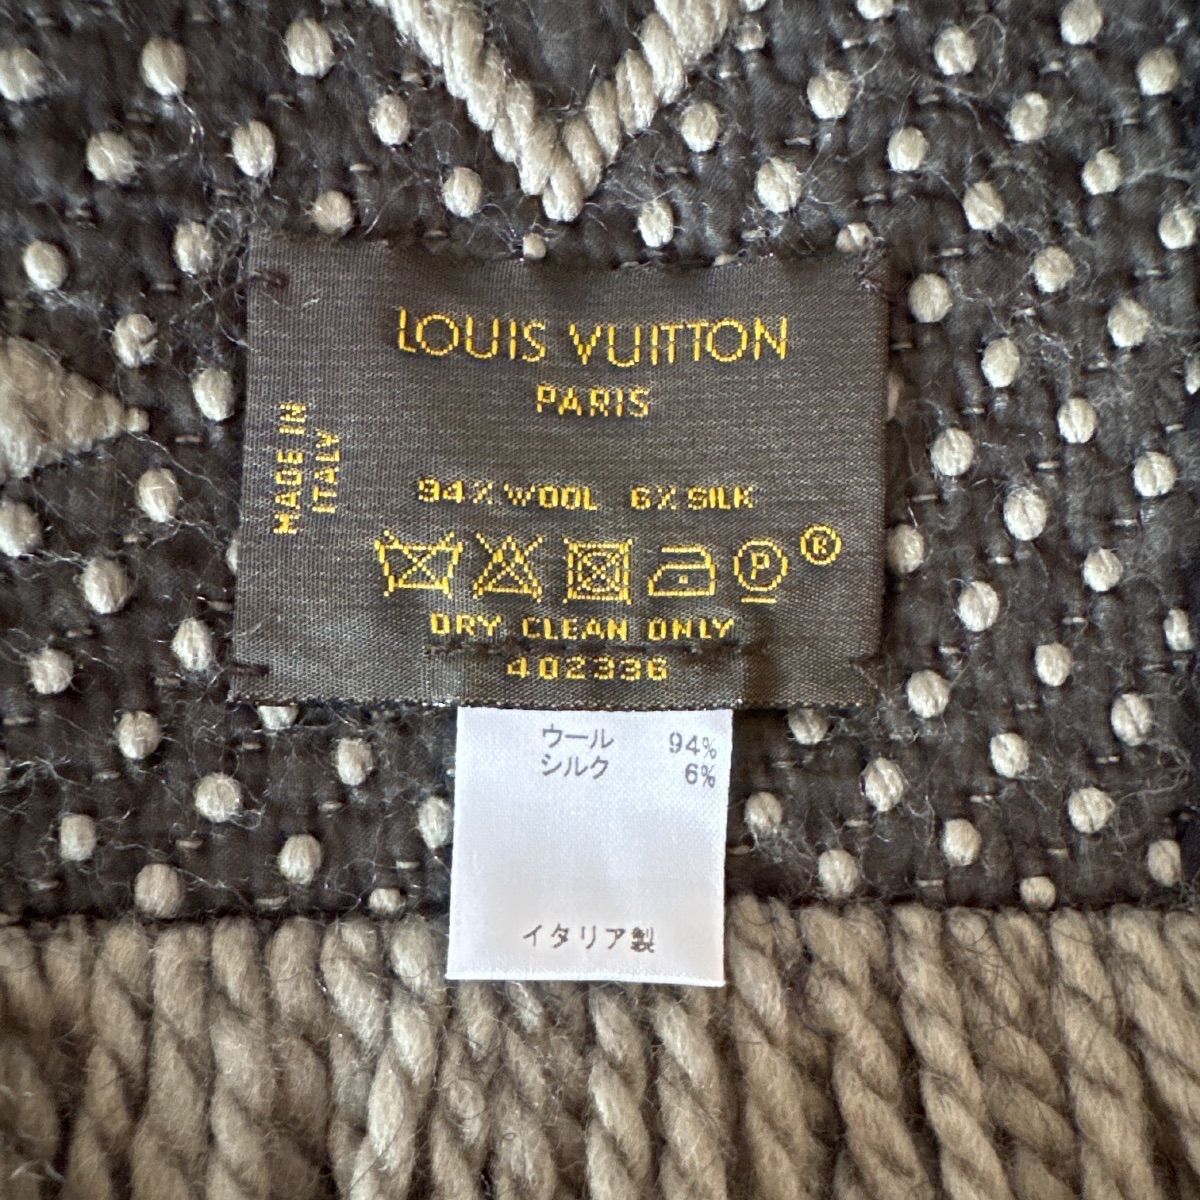 LOUIS VUITTON
PARIS
MADE IN
ITALY
94% WOOL 6% SILK
P
R
DRY CLEAN ONLY
402336
ウール 94%
シルク 6%
イタリア製